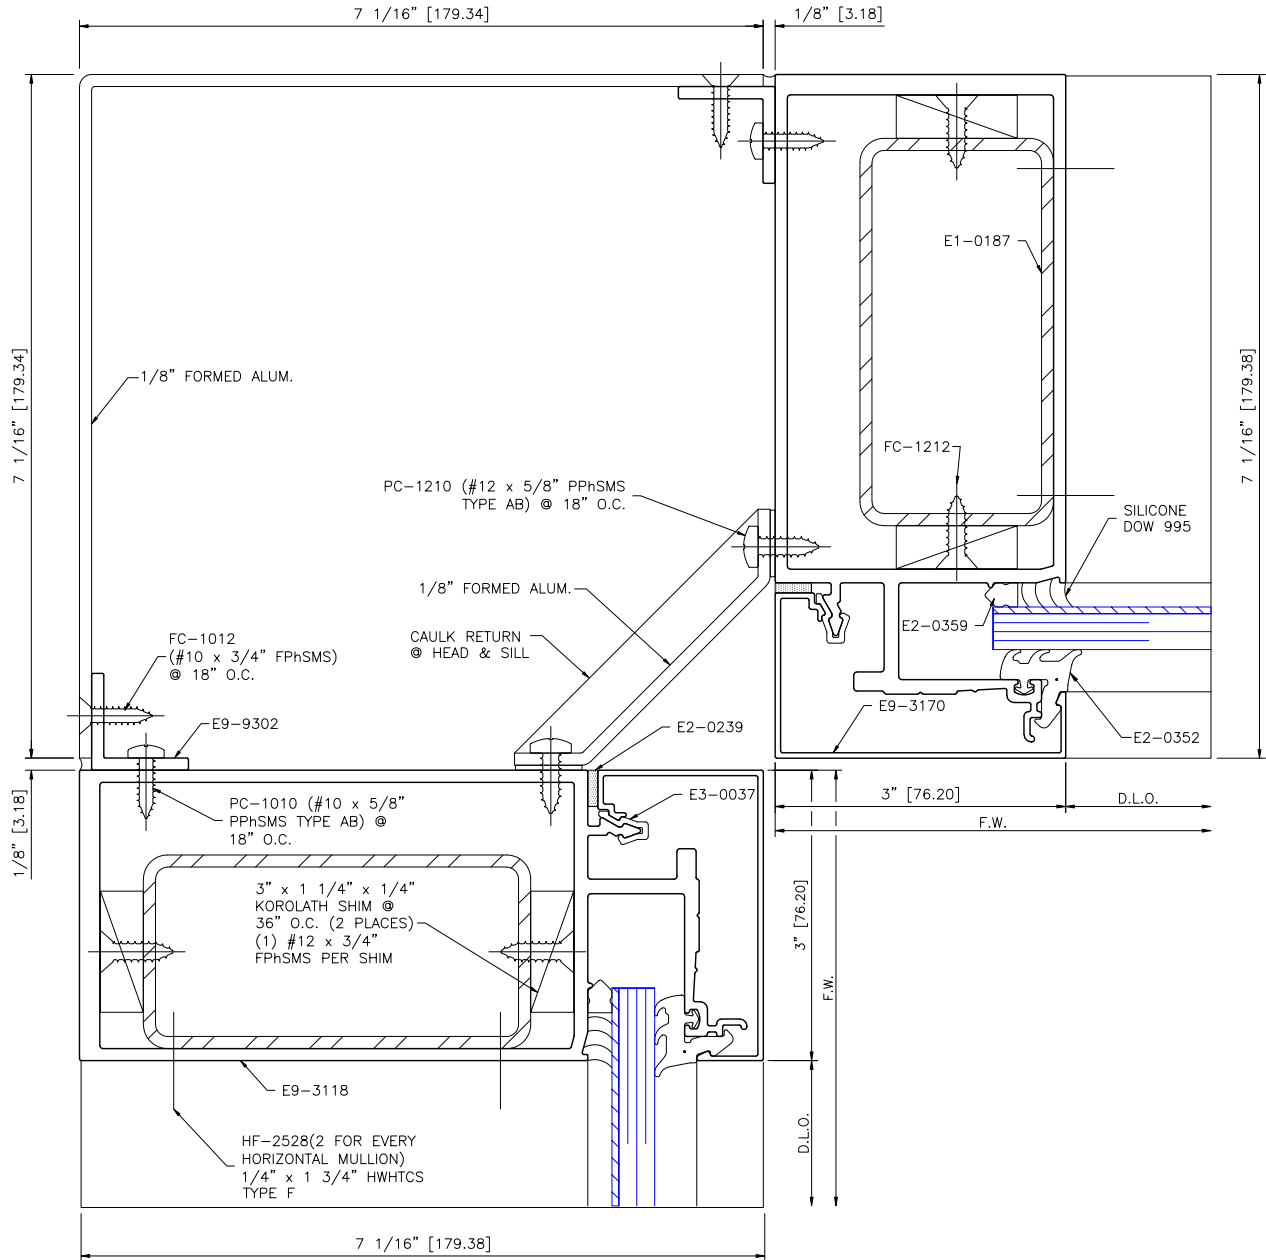 7 1/16” [179.34]
1/8” [3.18]
E1–0187
7 1/16” [179.34]
1/8” FORMED ALUM.
7 1/16” [179.38]
FC–1212
PC–1210 (#12 x 5/8” PPhSMS
TYPE AB) @ 18” O.C.
SILICONE
DOW 995
1/8” FORMED ALUM.
E2–0359
CAULK RETURN
@ HEAD & SILL
FC–1012
(#10 x 3/4” FPhSMS)
@ 18” O.C.
E9–9302
E2–0239
E9–3170
E2–0352
1/8” [3.18]
PC–1010 (#10 x 5/8”
PPhSMS TYPE AB) @
18” O.C.
E3–0037
3” [76.20]
D.L.O.
F.W.
3” x 1 1/4” x 1/4”
KOROLATH SHIM @
36” O.C. (2 PLACES)
(1) #12 x 3/4”
FPhSMS PER SHIM
3” [76.20]
F.W.
E9–3118
D.L.O.
HF–2528(2 FOR EVERY
HORIZONTAL MULLION)
1/4” x 1 3/4” HWHTCS
TYPE F
7 1/16” [179.38]